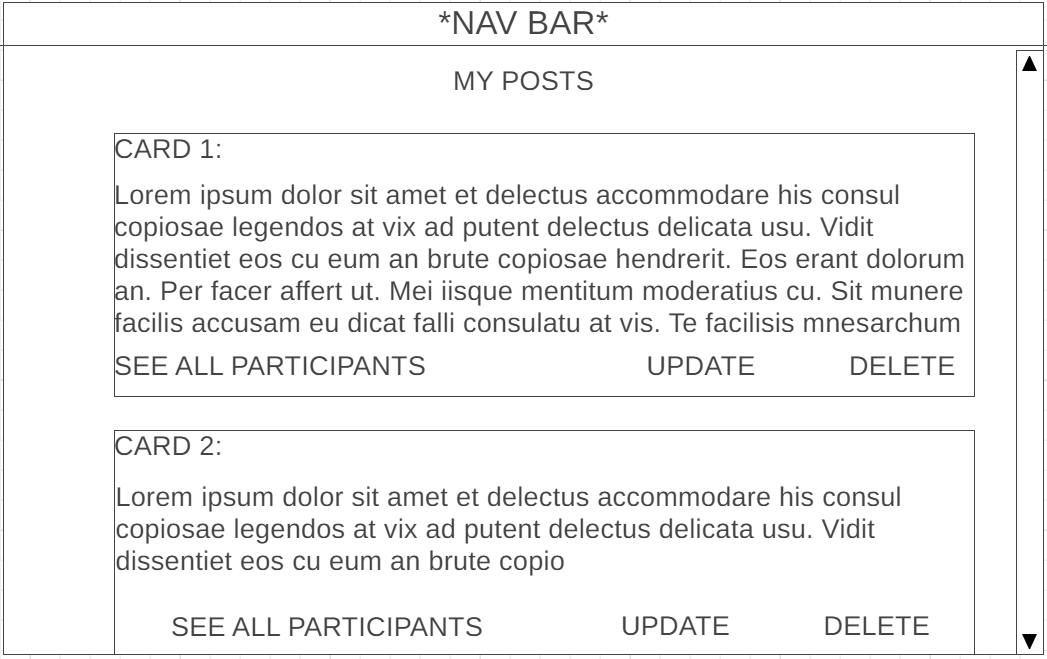 *NAV BAR*
MY POSTS
CARD 1:
Lorem ipsum dolor sit amet et delectus accommodare his consul
copiosae legendos at vix ad putent delectus delicata usu. Vidit
dissentiet eos cu eum an brute copiosae hendrerit. Eos erant dolorum
an. Per facer affert ut. Mei iisque mentitum moderatius cu. Sit munere
facilis accusam eu dicat falli consulatu at vis. Te facilisis mnesarchum
SEE ALL PARTICIPANTS UPDATE DELETE
CARD 2:
Lorem ipsum dolor sit amet et delectus accommodare his consul
copiosae legendos at vix ad putent delectus delicata usu. Vidit
dissentiet eos cu eum an brute copio
SEE ALL PARTICIPANTS UPDATE DELETE